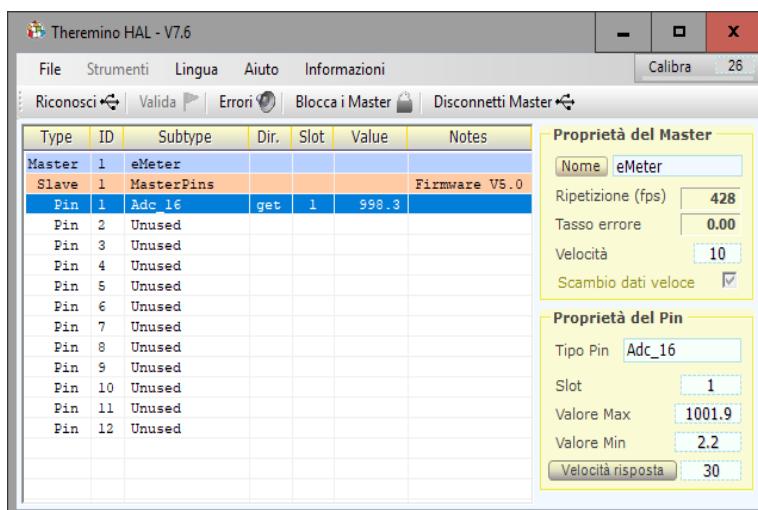 Theremino HAL - V7.6
File Strumenti Lingua Aiuto Informazioni Calibra 26
Riconosci Valida Errori Blocca i Master Disconnetti Master
Type ID Subtype Dir. Slot Value Notes
Master 1 eMeter
Slave 1 MasterPins Firmware V5.0
Pin 1 Adc_16 get 1 998.3
Pin 2 Unused
Pin 3 Unused
Pin 4 Unused
Pin 5 Unused
Pin 6 Unused
Pin 7 Unused
Pin 8 Unused
Pin 9 Unused
Pin 10 Unused
Pin 11 Unused
Pin 12 Unused
Proprietà del Master
Nome eMeter
Ripetizione (fps) 428
Tasso errore 0.00
Velocità 10
Scambio dati veloce
Proprietà del Pin
Tipo Pin Adc_16
Slot 1
Valore Max 1001.9
Valore Min 2.2
Velocità risposta 30